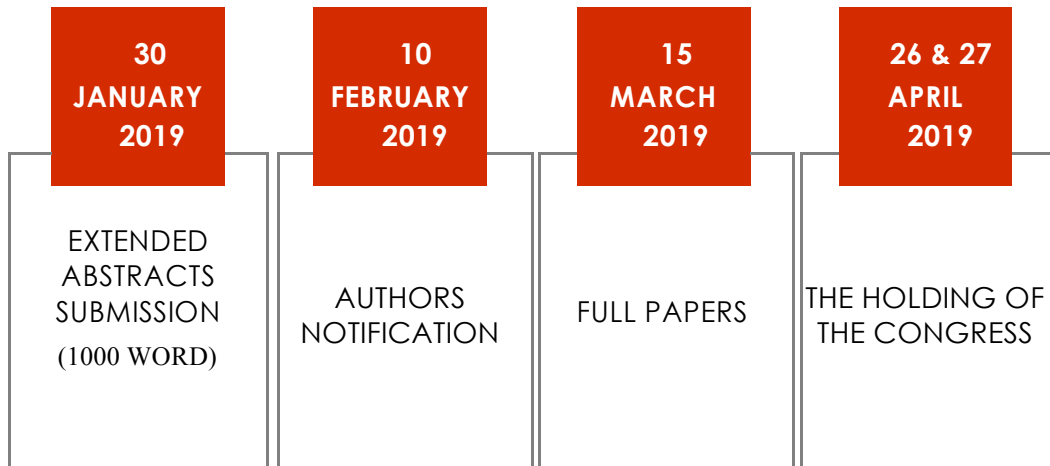 30
JANUARY
2019
EXTENDED
ABSTRACTS
SUBMISSION
(1000 WORD)
10
FEBRUARY
2019
AUTHORS
NOTIFICATION
15
MARCH
2019
FULL PAPERS
26 & 27
APRIL
2019
THE HOLDING OF
THE CONGRESS